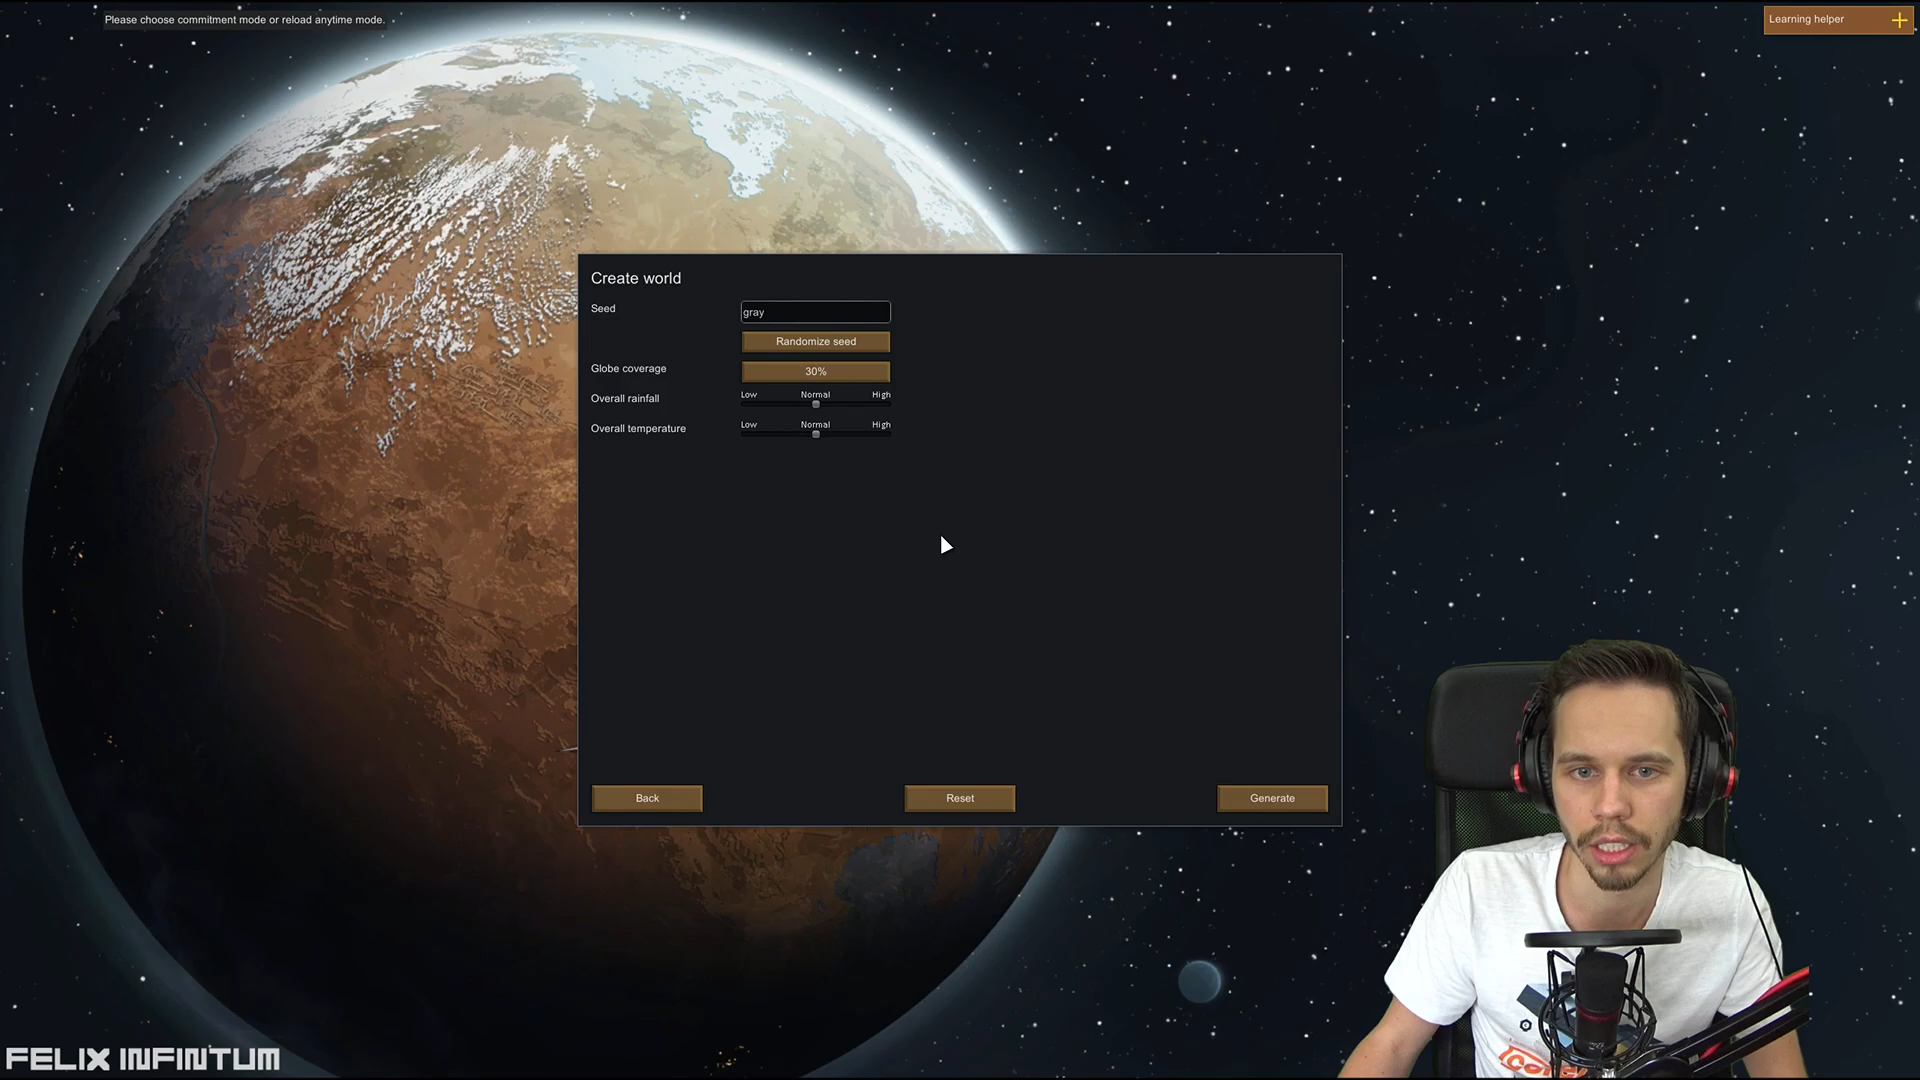 Please choose commitment mode or reload anytime mode.
Learning helper
Create world
Seed
gray
Randomize seed
Globe coverage
30%
Overall rainfall
Low Normal High
Overall temperature
Low Normal High
Back
Reset
Generate
FELIX INFINTUM